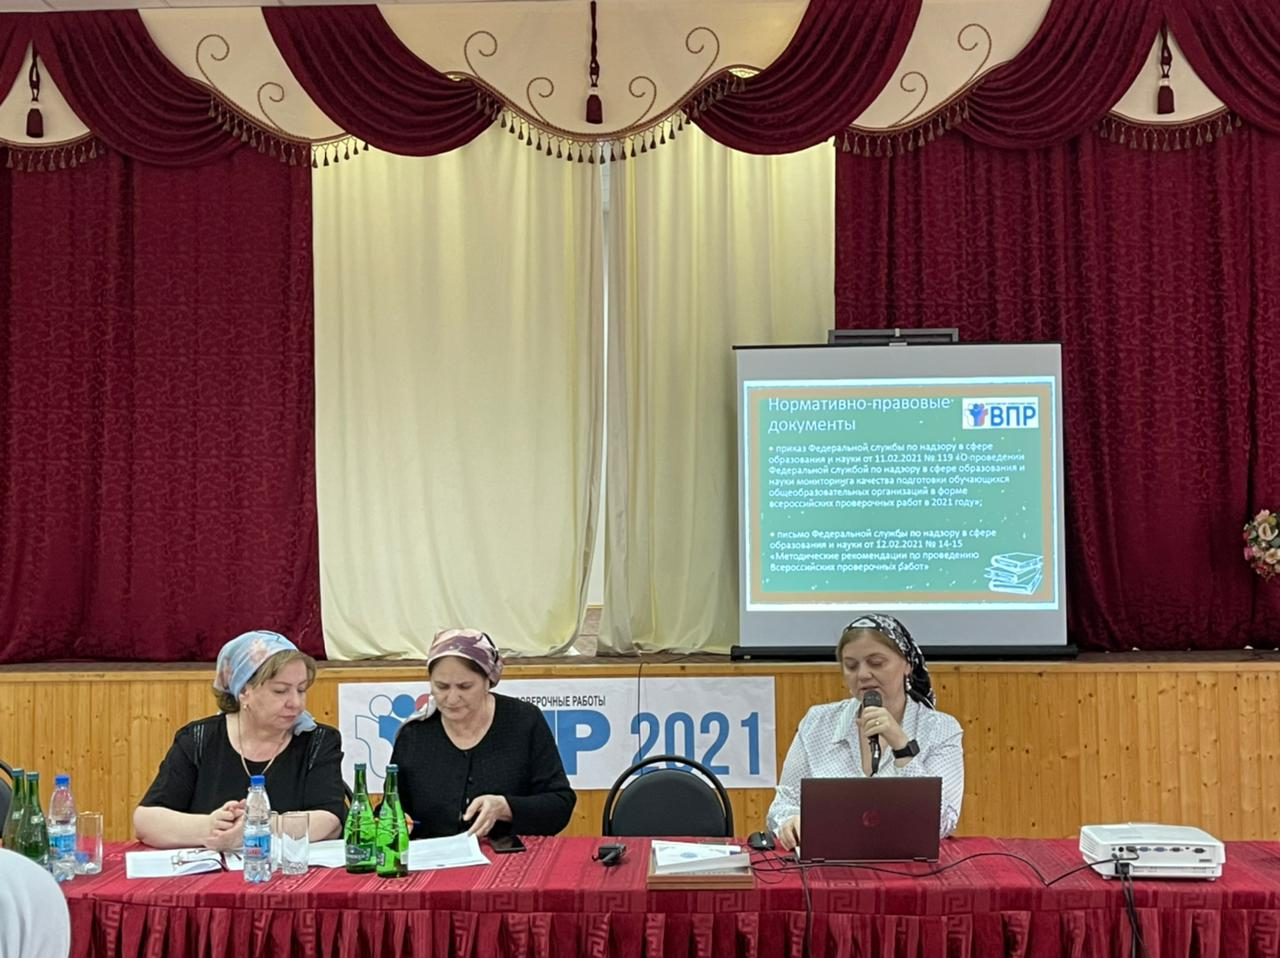 Нормативно-правовые
документы
ВПР
• приказ Федеральной службы по надзору в сфере
образования и науки от 11.02.2021 № 119 «О проведении
Федеральной службой по надзору в сфере образования и
науки мониторинга качества подготовки обучающихся
общеобразовательных организаций в форме
всероссийских проверочных работ в 2021 году»;
• письмо Федеральной службы по надзору в сфере
образования и науки от 12.02.2021 № 14-15
«Методические рекомендации по проведению
Всероссийских проверочных работ»
ПРОВЕРОЧНЫЕ РАБОТЫ
ПР 2021